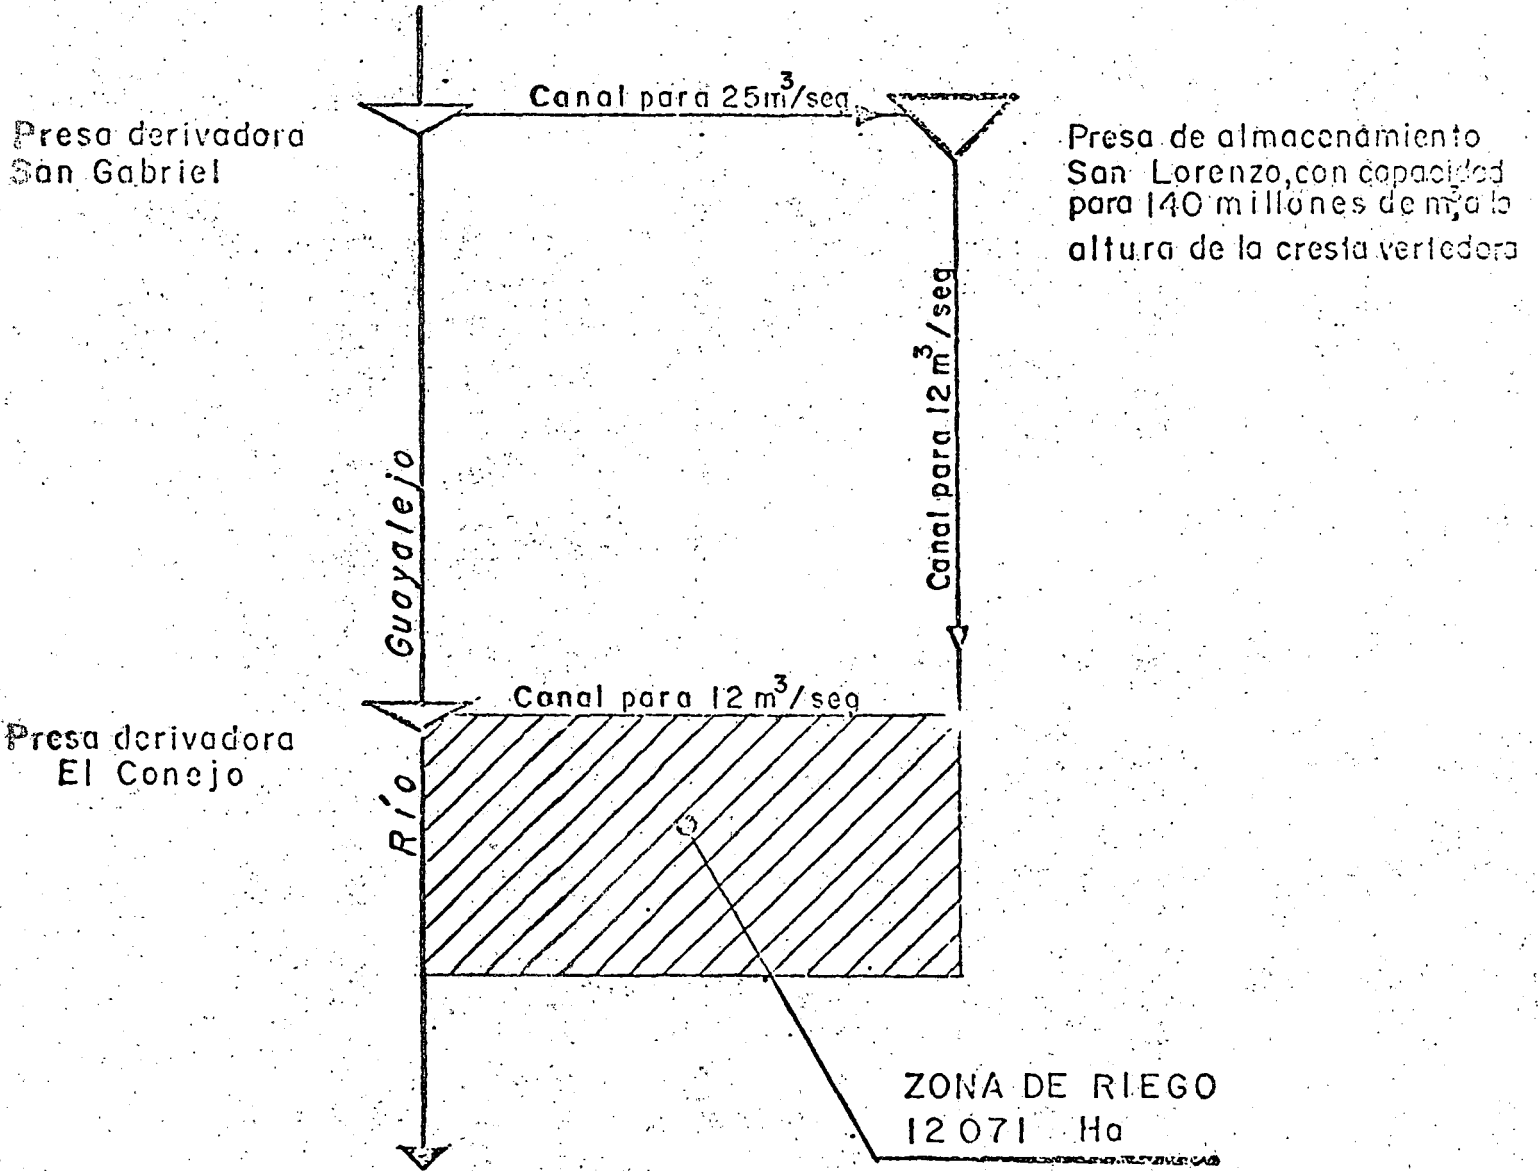 Canal para 25m³/seg
Presa derivadora
San Gabriel
Presa de almacenamiento
San Lorenzo, con capacidad
para 140 millones de m³, a la
altura de la cresta vertedora
Canal para 12 m³/seg
Río Guayalejo
Canal para 12 m³/seg
Presa derivadora
El Conejo
ZONA DE RIEGO
12 071 Ha